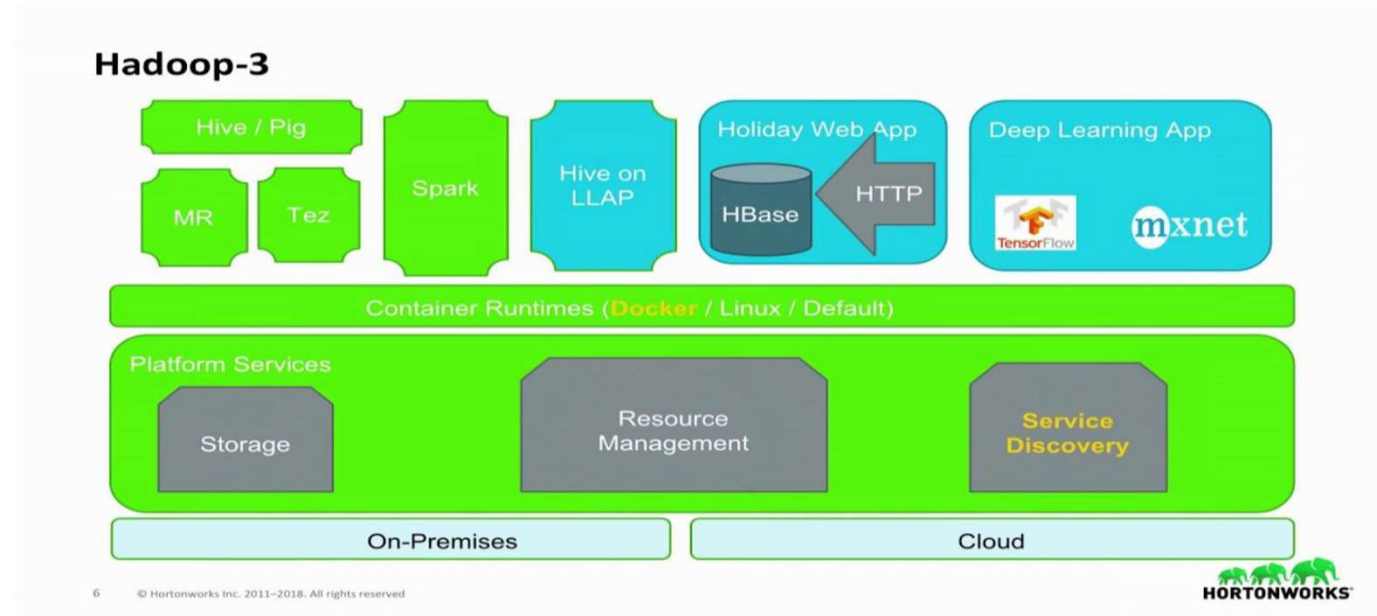 Hadoop-3
Hive / Pig
MR
Tez
Spark
Hive on
LLAP
Holiday Web App
HBase
HTTP
Deep Learning App
TensorFlow
mxnet
Container Runtimes (Docker / Linux / Default)
Platform Services
Storage
Resource
Management
Service
Discovery
On-Premises
Cloud
6
© Hortonworks Inc. 2011–2018. All rights reserved
HORTONWORKS